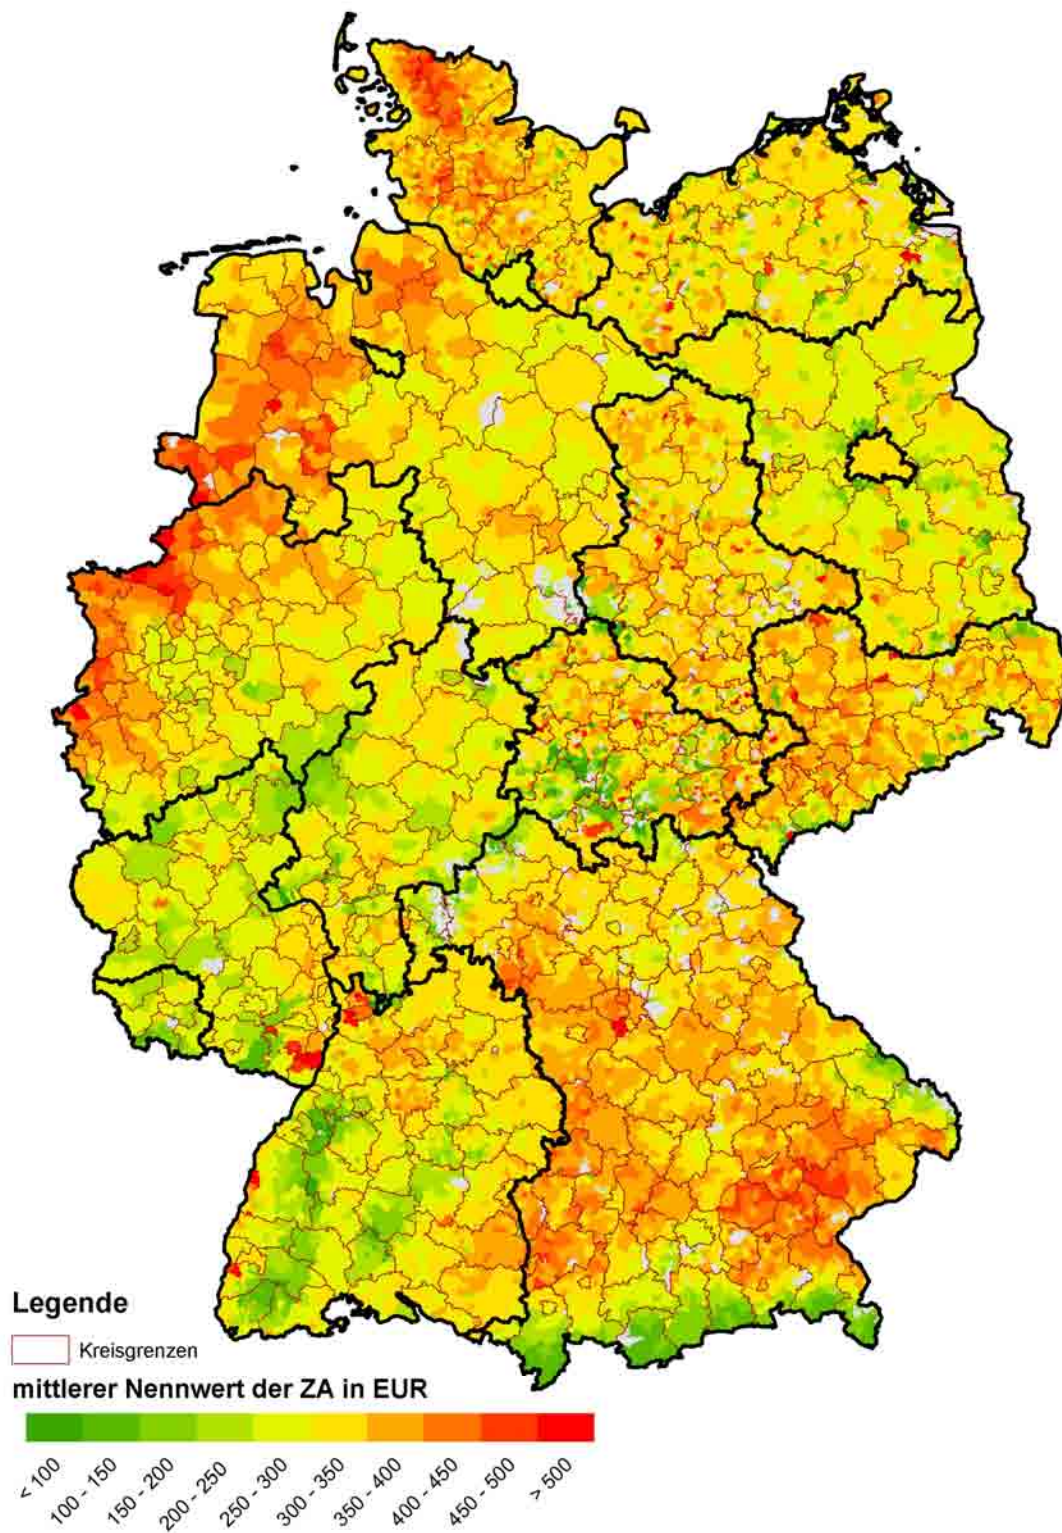 Legende
Kreisgrenzen
mittlerer Nennwert der ZA in EUR
< 100
100 - 150
150 - 200
200 - 250
250 - 300
300 - 350
350 - 400
400 - 450
450 - 500
> 500